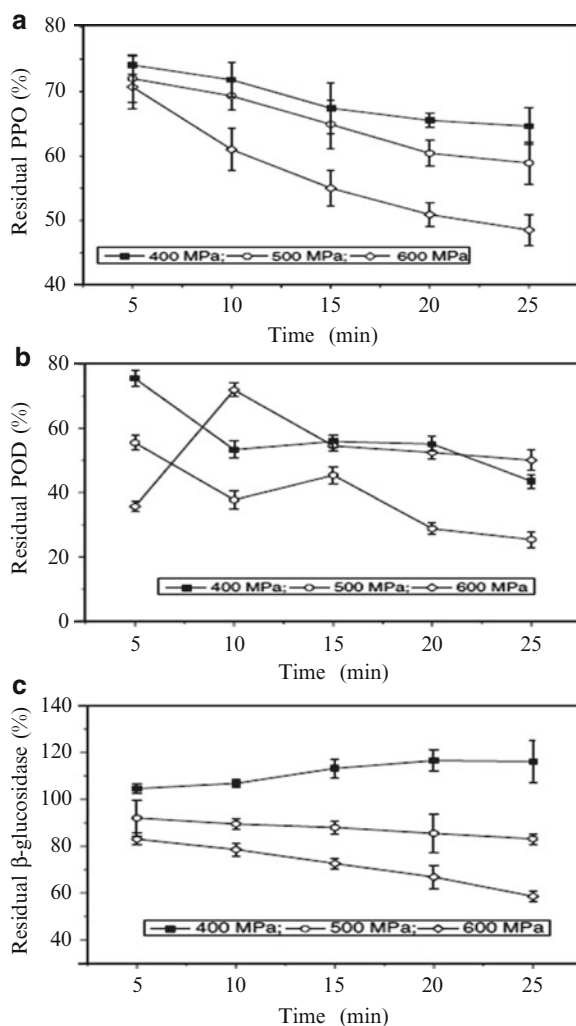 a
80
70
60
50
40
Residual PPO (%)
400 MPa; 500 MPa; 600 MPa
5 10 15 20 25
Time (min)
b
80
60
40
20
0
Residual POD (%)
400 MPa; 500 MPa; 600 MPa
5 10 15 20 25
Time (min)
c
140
120
100
80
60
40
Residual β-glucosidase (%)
400 MPa; 500 MPa; 600 MPa
5 10 15 20 25
Time (min)